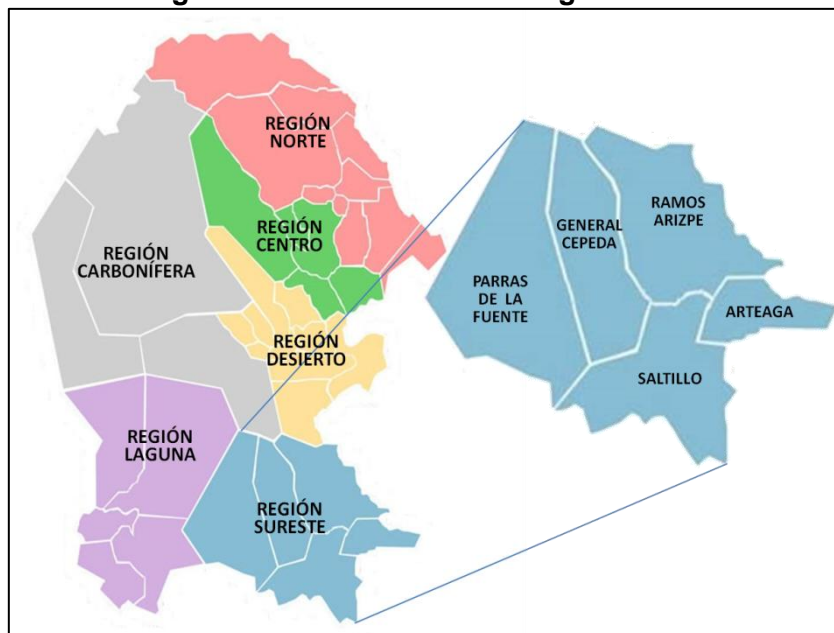 REGIÓN
NORTE
REGIÓN
CENTRO
REGIÓN
CARBONÍFERA
REGIÓN
DESIERTO
REGIÓN
LAGUNA
REGIÓN
SURESTE
RAMOS
ARIZPE
GENERAL
CEPEDA
PARRAS
DE LA
FUENTE
ARTEAGA
SALTILLO